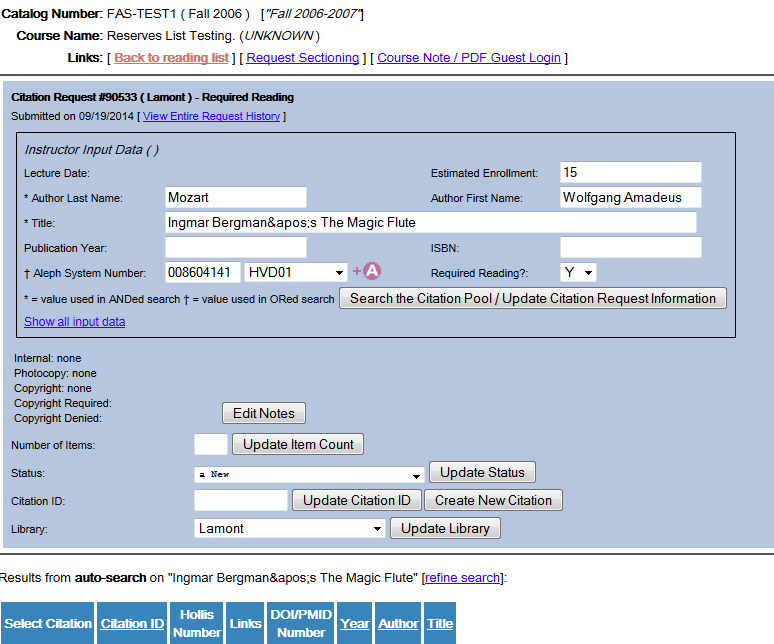 Catalog Number: FAS-TEST1 ( Fall 2006 ) ["Fall 2006-2007"]
Course Name: Reserves List Testing. (UNKNOWN )
Links: [ Back to reading list ] [ Request Sectioning ] [ Course Note / PDF Guest Login ]
Citation Request #90533 ( Lamont ) - Required Reading
Submitted on 09/19/2014 [ View Entire Request History ]
Instructor Input Data ( )
Lecture Date: Estimated Enrollment: 15
* Author Last Name: Mozart Author First Name: Wolfgang Amadeus
* Title: Ingmar Bergman&apos;s The Magic Flute
Publication Year: ISBN:
† Aleph System Number: 008604141 HVD01 +A Required Reading?: Y
* = value used in ANDed search † = value used in ORed search Search the Citation Pool / Update Citation Request Information
Show all input data
Internal: none
Photocopy: none
Copyright: none
Copyright Required:
Copyright Denied: Edit Notes
Number of Items: Update Item Count
Status: a New Update Status
Citation ID: Update Citation ID Create New Citation
Library: Lamont Update Library
Results from auto-search on "Ingmar Bergman&apos;s The Magic Flute" [refine search]:
Select Citation Citation ID Hollis Number Links DOI/PMID Number Year Author Title